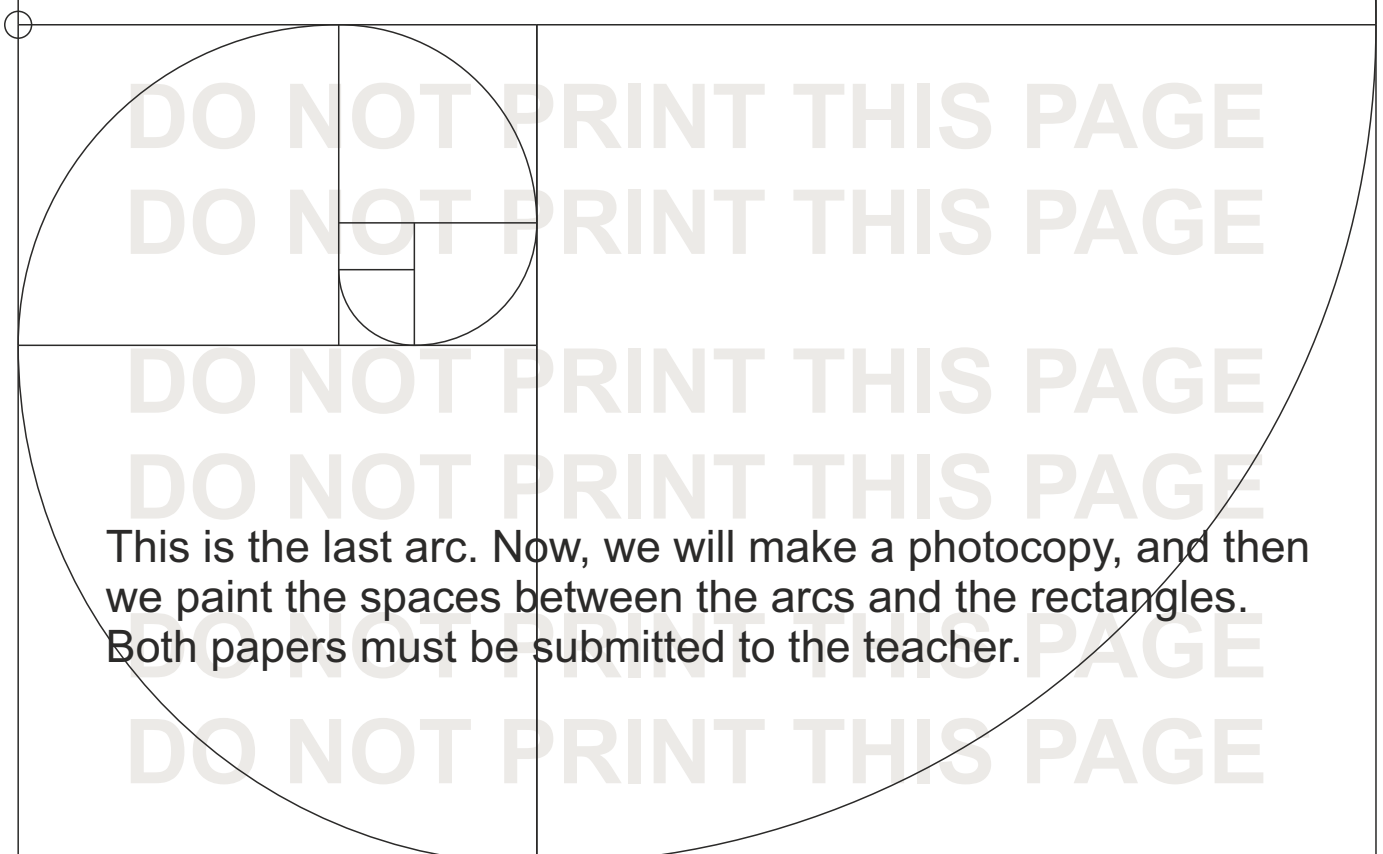 DO NOT PRINT THIS PAGE
DO NOT PRINT THIS PAGE
DO NOT PRINT THIS PAGE
DO NOT PRINT THIS PAGE
This is the last arc. Now, we will make a photocopy, and then
we paint the spaces between the arcs and the rectangles.
Both papers must be submitted to the teacher.
DO NOT PRINT THIS PAGE
DO NOT PRINT THIS PAGE